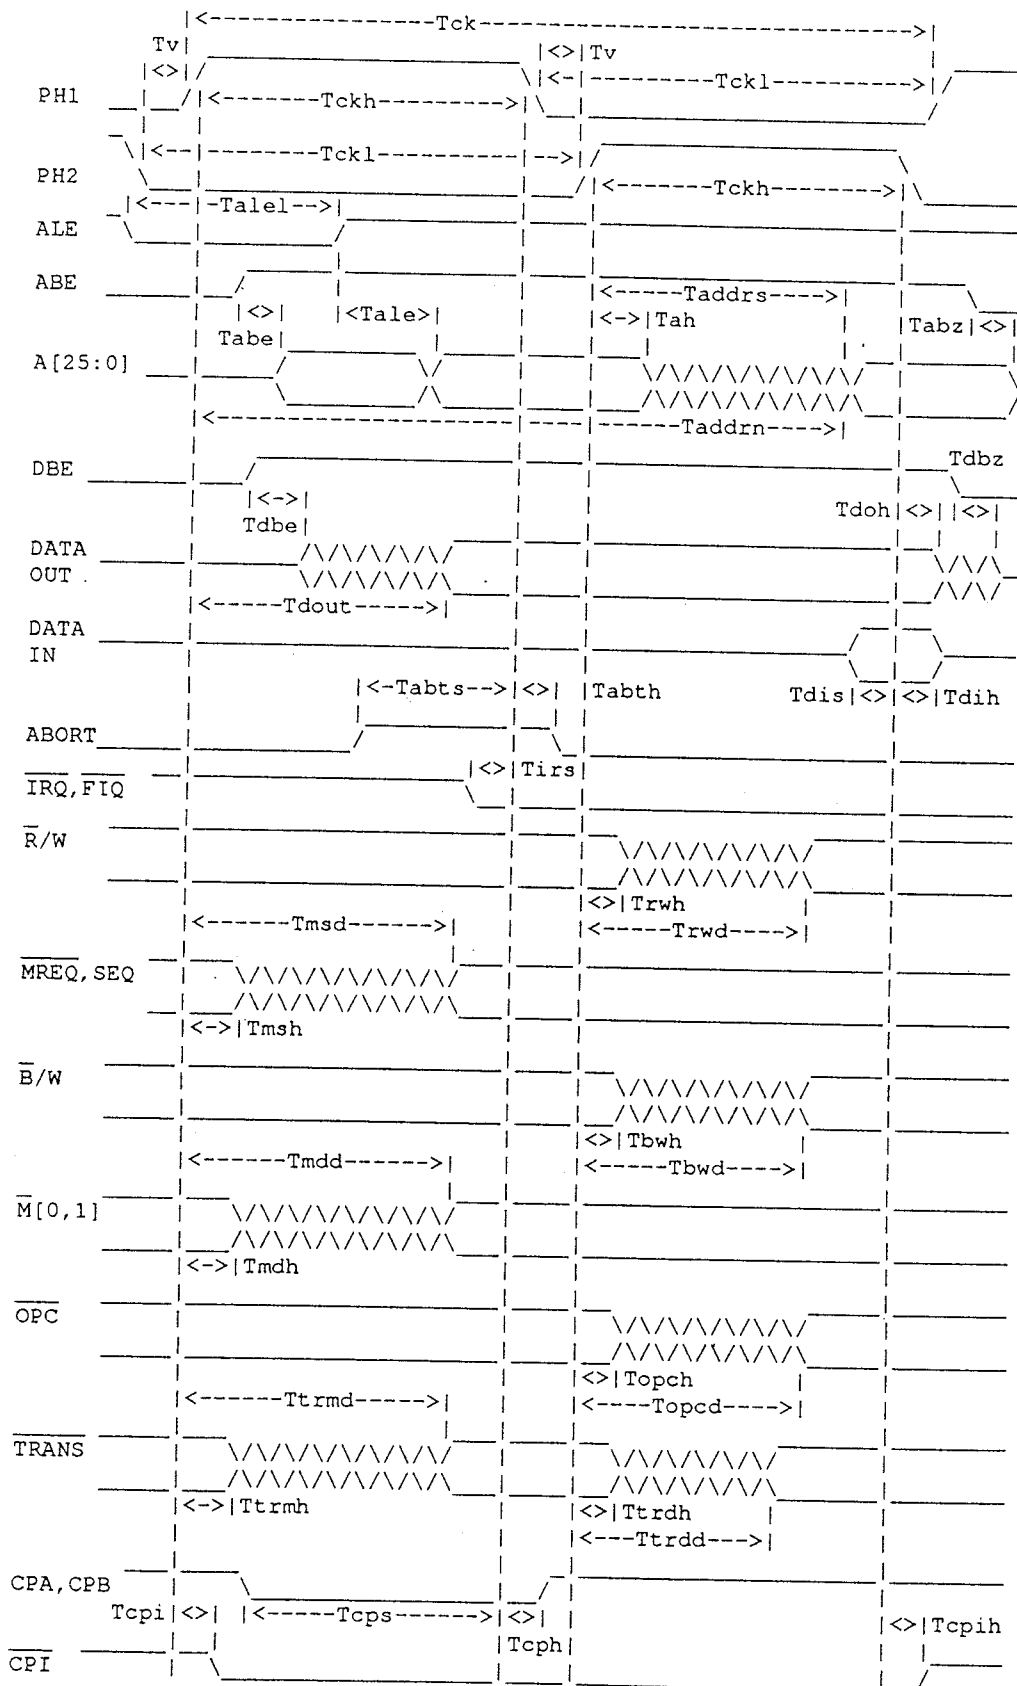 Tck
Tv Tv
Tckl
PH1 Tckh
Tckl
PH2 Tckh
Talel
ALE
ABE Taddrs
Tale Tah Tabz
Tabe
A[25:0]
Taddrn
DBE Tdbz
Tdoh
Tdbe
DATA
OUT
Tdout
DATA
IN
Tabts Tabth Tdis Tdih
ABORT
Tirs
IRQ,FIQ
R/W
Trwh
Tmsd Trwd
MREQ,SEQ
Tmsh
B/W
Tbwh
Tmdd Tbwd
M[0,1]
Tmdh
OPC
Topch
Ttrmd Topcd
TRANS
Ttrmh Ttrdh
Ttrdd
CPA,CPB
Tcpi Tcps Tcpih
Tcph
CPI